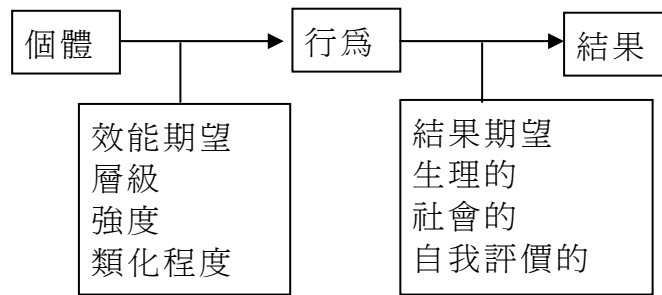 個體
行為
結果
效能期望
層級
強度
類化程度
結果期望
生理的
社會的
自我評價的